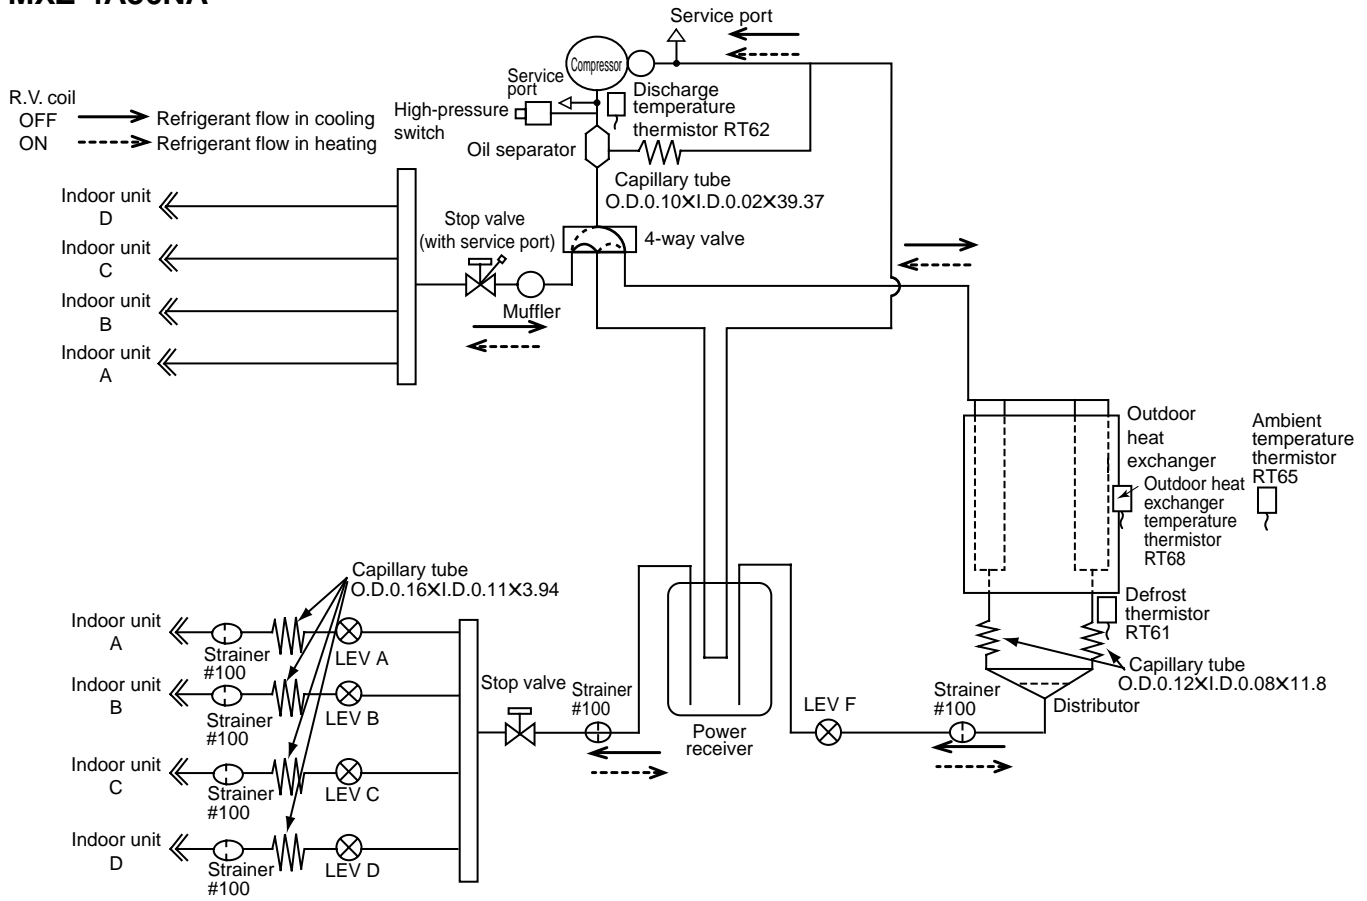 Service port
Compressor
Service
port
Discharge
temperature
thermistor RT62
High-pressure
switch
Oil separator
R.V. coil
OFF Refrigerant flow in cooling
ON Refrigerant flow in heating
Capillary tube
O.D.0.10×I.D.0.02×39.37
Indoor unit
D
Indoor unit
C
Indoor unit
B
Indoor unit
A
Stop valve
(with service port)
4-way valve
Muffler
Outdoor
heat
exchanger
Outdoor heat
exchanger
temperature
thermistor
RT68
Ambient
temperature
thermistor
RT65
Defrost
thermistor
RT61
Capillary tube
O.D.0.12×I.D.0.08×11.8
Distributor
Capillary tube
O.D.0.16×I.D.0.11×3.94
Indoor unit
A
Strainer
#100
LEV A
Indoor unit
B
Strainer
#100
LEV B
Indoor unit
C
Strainer
#100
LEV C
Indoor unit
D
Strainer
#100
LEV D
Stop valve
Strainer
#100
Power
receiver
LEV F
Strainer
#100